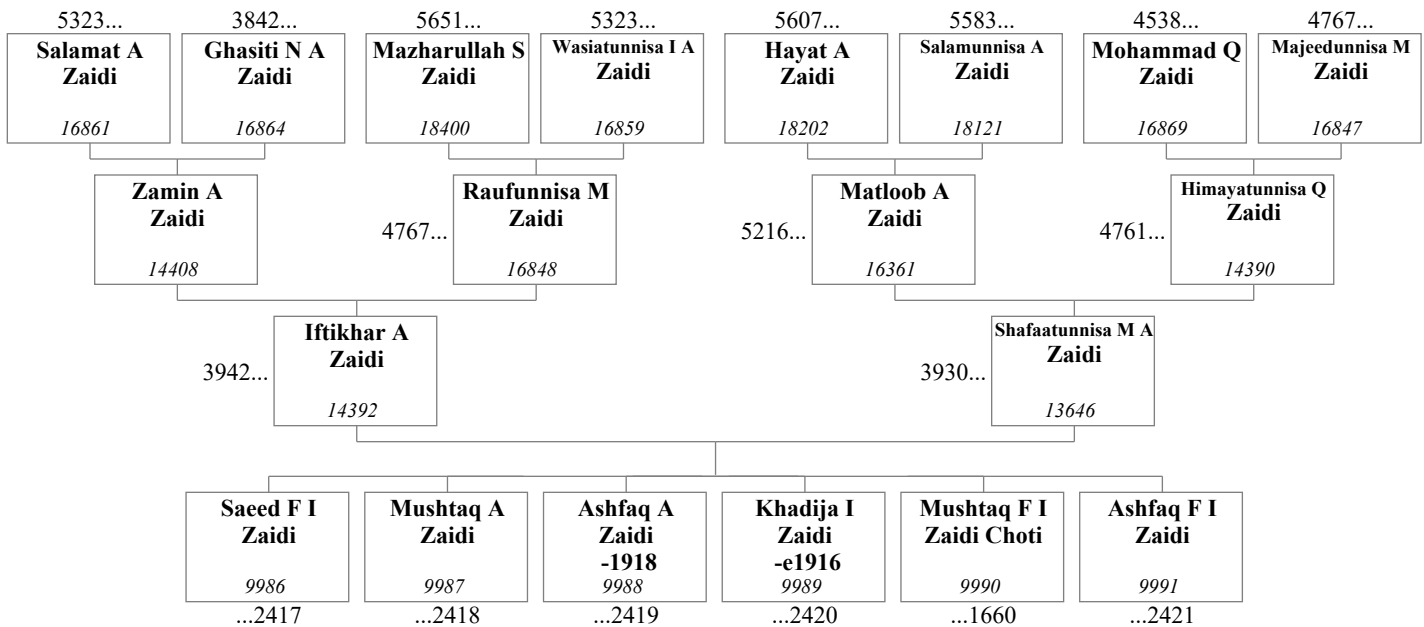 5323...
3842...
5651...
5323...
5607...
5583...
4538...
4767...
Salamat A
Zaidi
16861
Ghasiti N A
Zaidi
16864
Mazharullah S
Zaidi
18400
Wasiatunnisa I A
Zaidi
16859
Hayat A
Zaidi
18202
Salamunnisa A
Zaidi
18121
Mohammad Q
Zaidi
16869
Majeedunnisa M
Zaidi
16847
Zamin A
Zaidi
14408
4767...
Raufunnisa M
Zaidi
16848
5216...
Matloob A
Zaidi
16361
4761...
Himayatunnisa Q
Zaidi
14390
3942...
Iftikhar A
Zaidi
14392
3930...
Shafaatunnisa M A
Zaidi
13646
Saeed F I
Zaidi
9986
...2417
Mushtaq A
Zaidi
9987
...2418
Ashfaq A
Zaidi
-1918
9988
...2419
Khadija I
Zaidi
-e1916
9989
...2420
Mushtaq F I
Zaidi Choti
9990
...1660
Ashfaq F I
Zaidi
9991
...2421